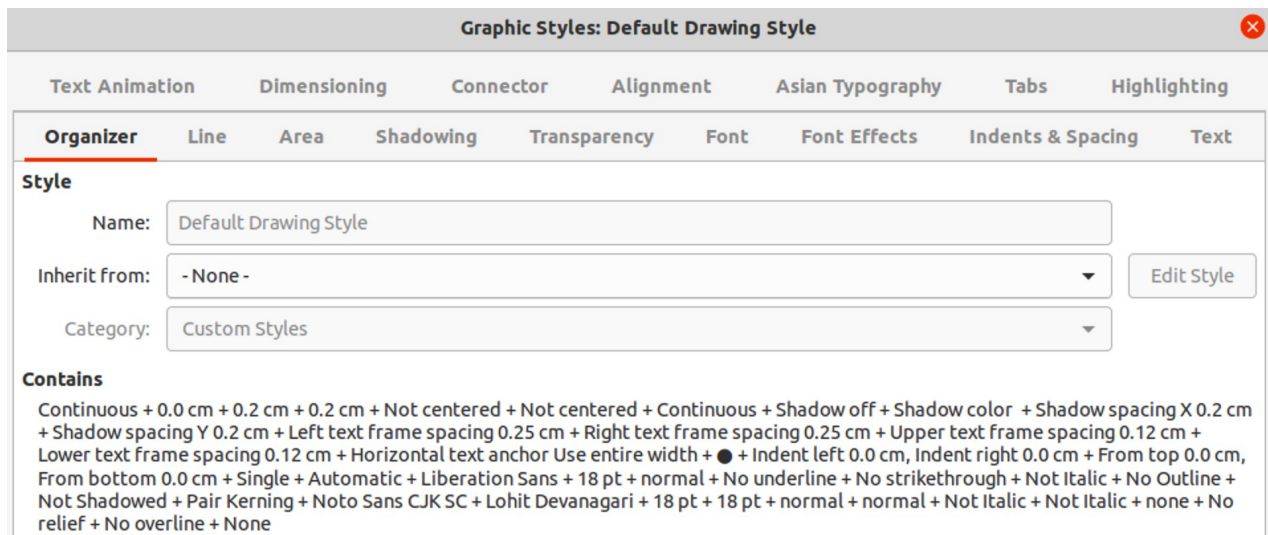 Graphic Styles: Default Drawing Style
Text Animation Dimensioning Connector Alignment Asian Typography Tabs Highlighting
Organizer Line Area Shadowing Transparency Font Font Effects Indents & Spacing Text
Style
Name: Default Drawing Style
Inherit from: - None - Edit Style
Category: Custom Styles
Contains
Continuous + 0.0 cm + 0.2 cm + 0.2 cm + Not centered + Not centered + Continuous + Shadow off + Shadow color + Shadow spacing X 0.2 cm
+ Shadow spacing Y 0.2 cm + Left text frame spacing 0.25 cm + Right text frame spacing 0.25 cm + Upper text frame spacing 0.12 cm +
Lower text frame spacing 0.12 cm + Horizontal text anchor Use entire width + ● + Indent left 0.0 cm, Indent right 0.0 cm + From top 0.0 cm,
From bottom 0.0 cm + Single + Automatic + Liberation Sans + 18 pt + normal + No underline + No strikethrough + Not Italic + No Outline +
Not Shadowed + Pair Kerning + Noto Sans CJK SC + Lohit Devanagari + 18 pt + 18 pt + normal + normal + Not Italic + Not Italic + none + No
relief + No overline + None